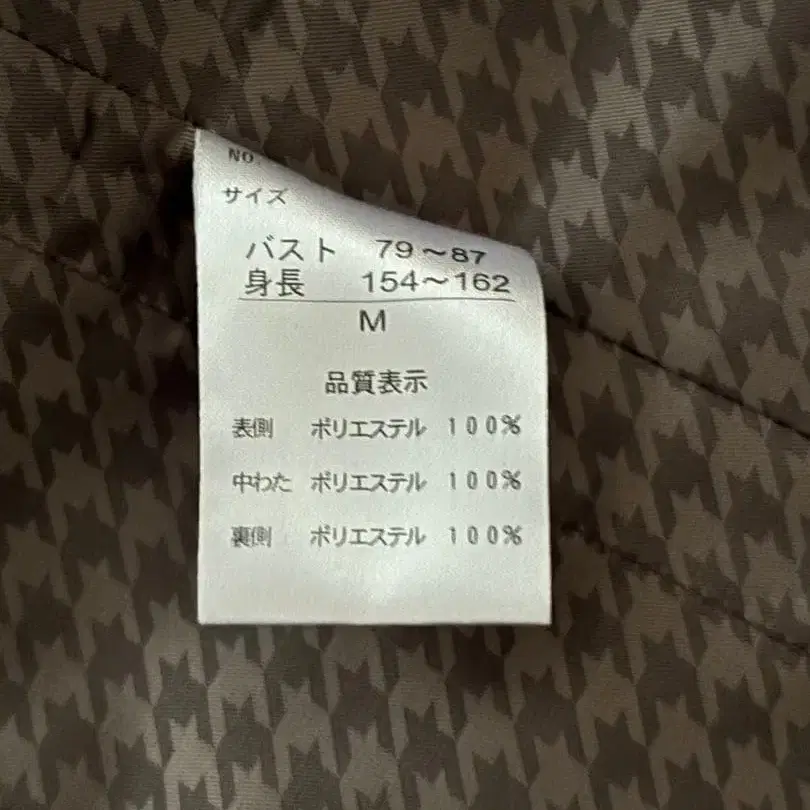 NO.
サイズ
バスト 79～87
身長 154～162
M
品質表示
表側 ポリエステル 100%
中わた ポリエステル 100%
裏側 ポリエステル 100%